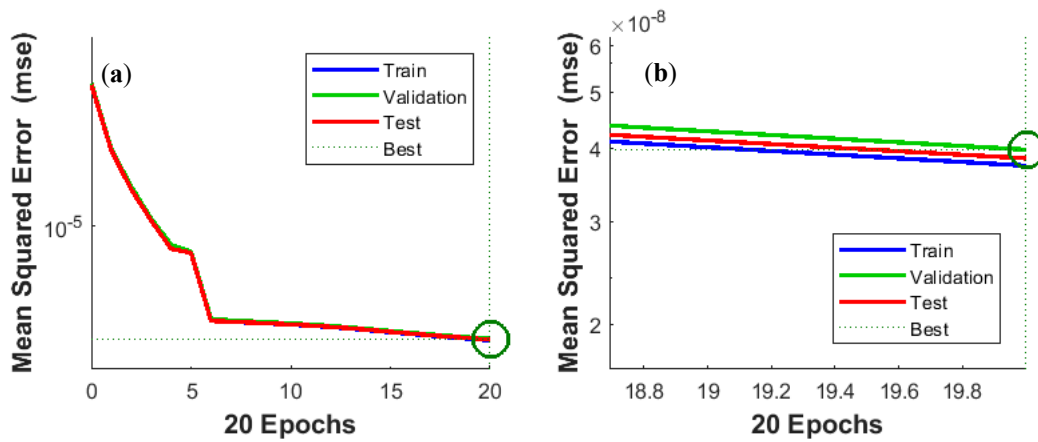 Mean Squared Error (mse)
(a)
Train
Validation
Test
Best
10⁻⁵
0
5
10
15
20
20 Epochs
Mean Squared Error (mse)
×10⁻⁸
(b)
6
5
4
3
2
Train
Validation
Test
Best
18.8
19
19.2
19.4
19.6
19.8
20 Epochs